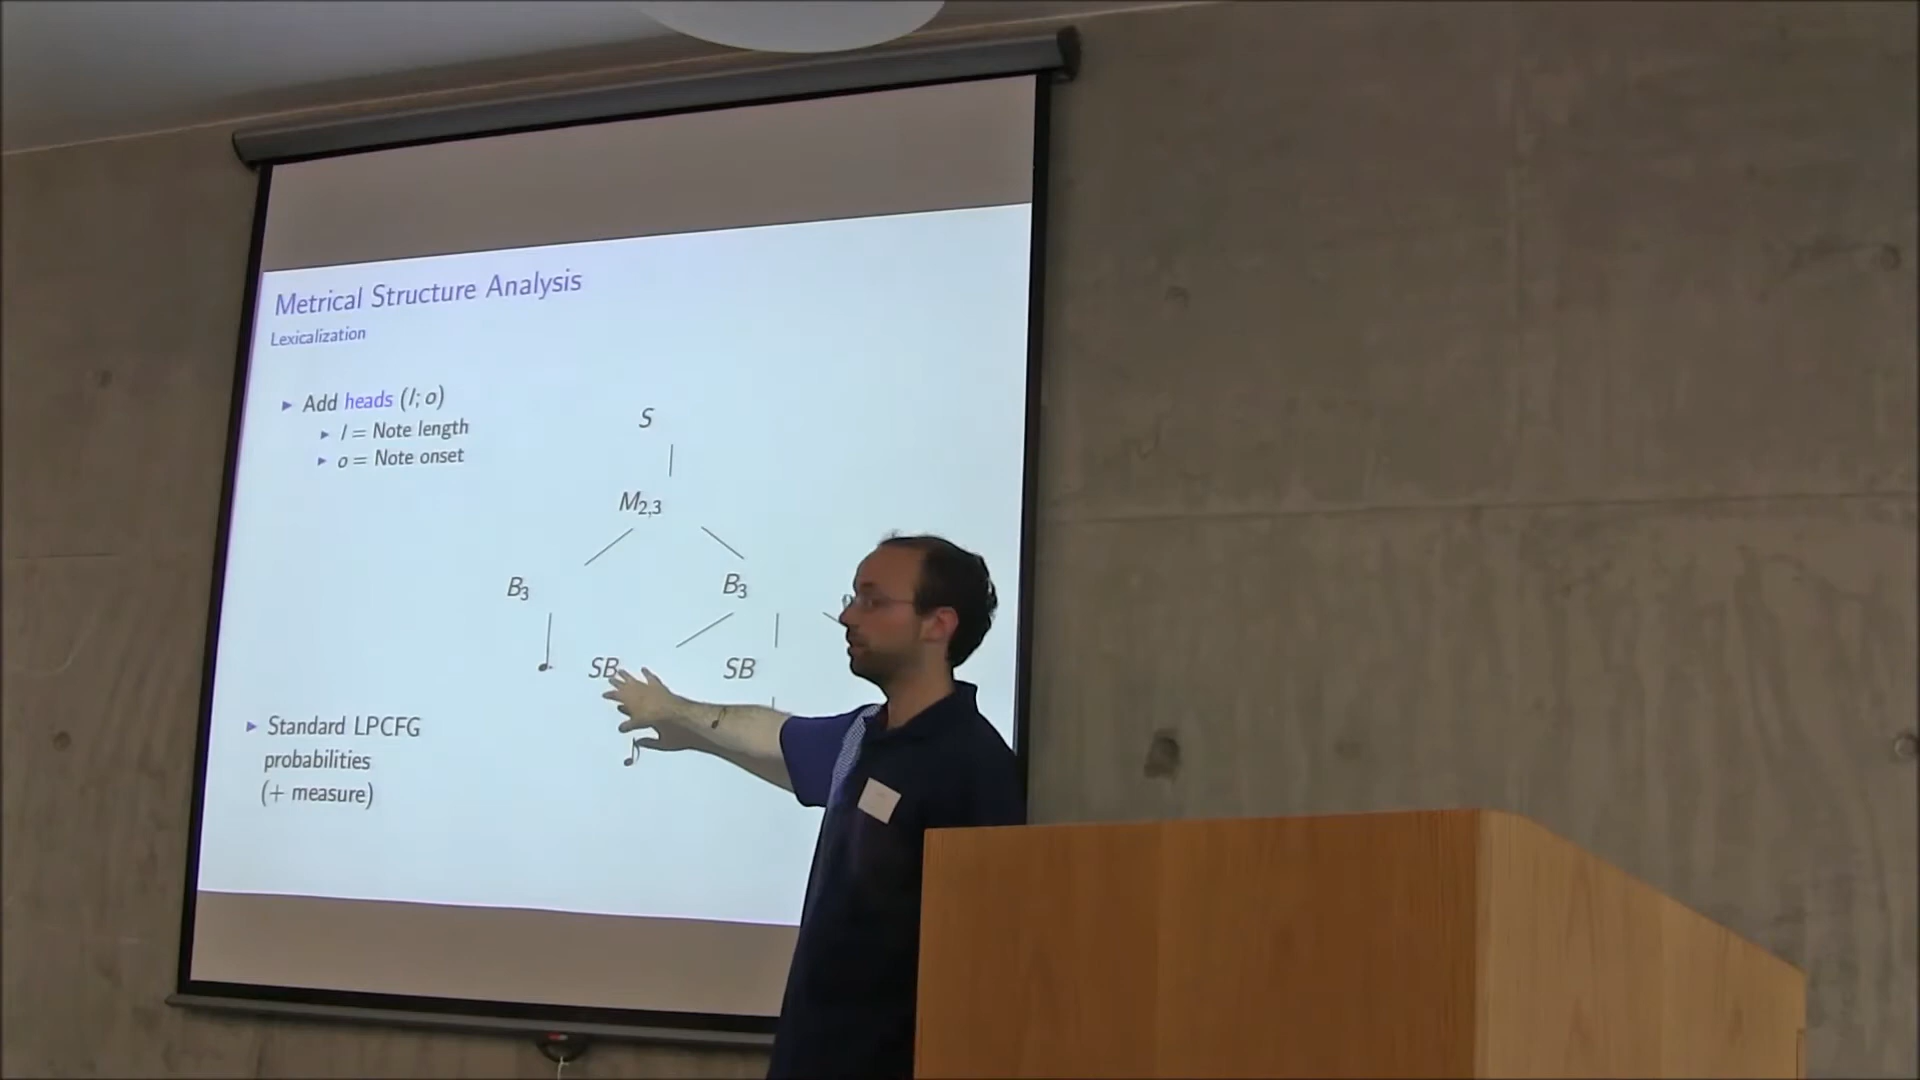 Metrical Structure Analysis
Lexicalization
▶ Add heads (l; o)
▶ l = Note length
▶ o = Note onset
S
M2,3
B3 B3
SB SB
▶ Standard LPCFG
probabilities
(+ measure)